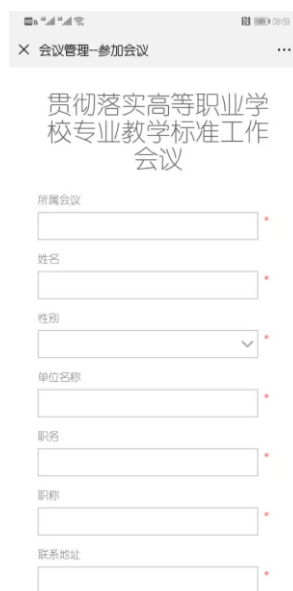 08:59
会议管理--参加会议
贯彻落实高等职业学
校专业教学标准工作
会议
所属会议
*
姓名
*
性别
*
单位名称
*
职务
*
职称
*
联系地址
*